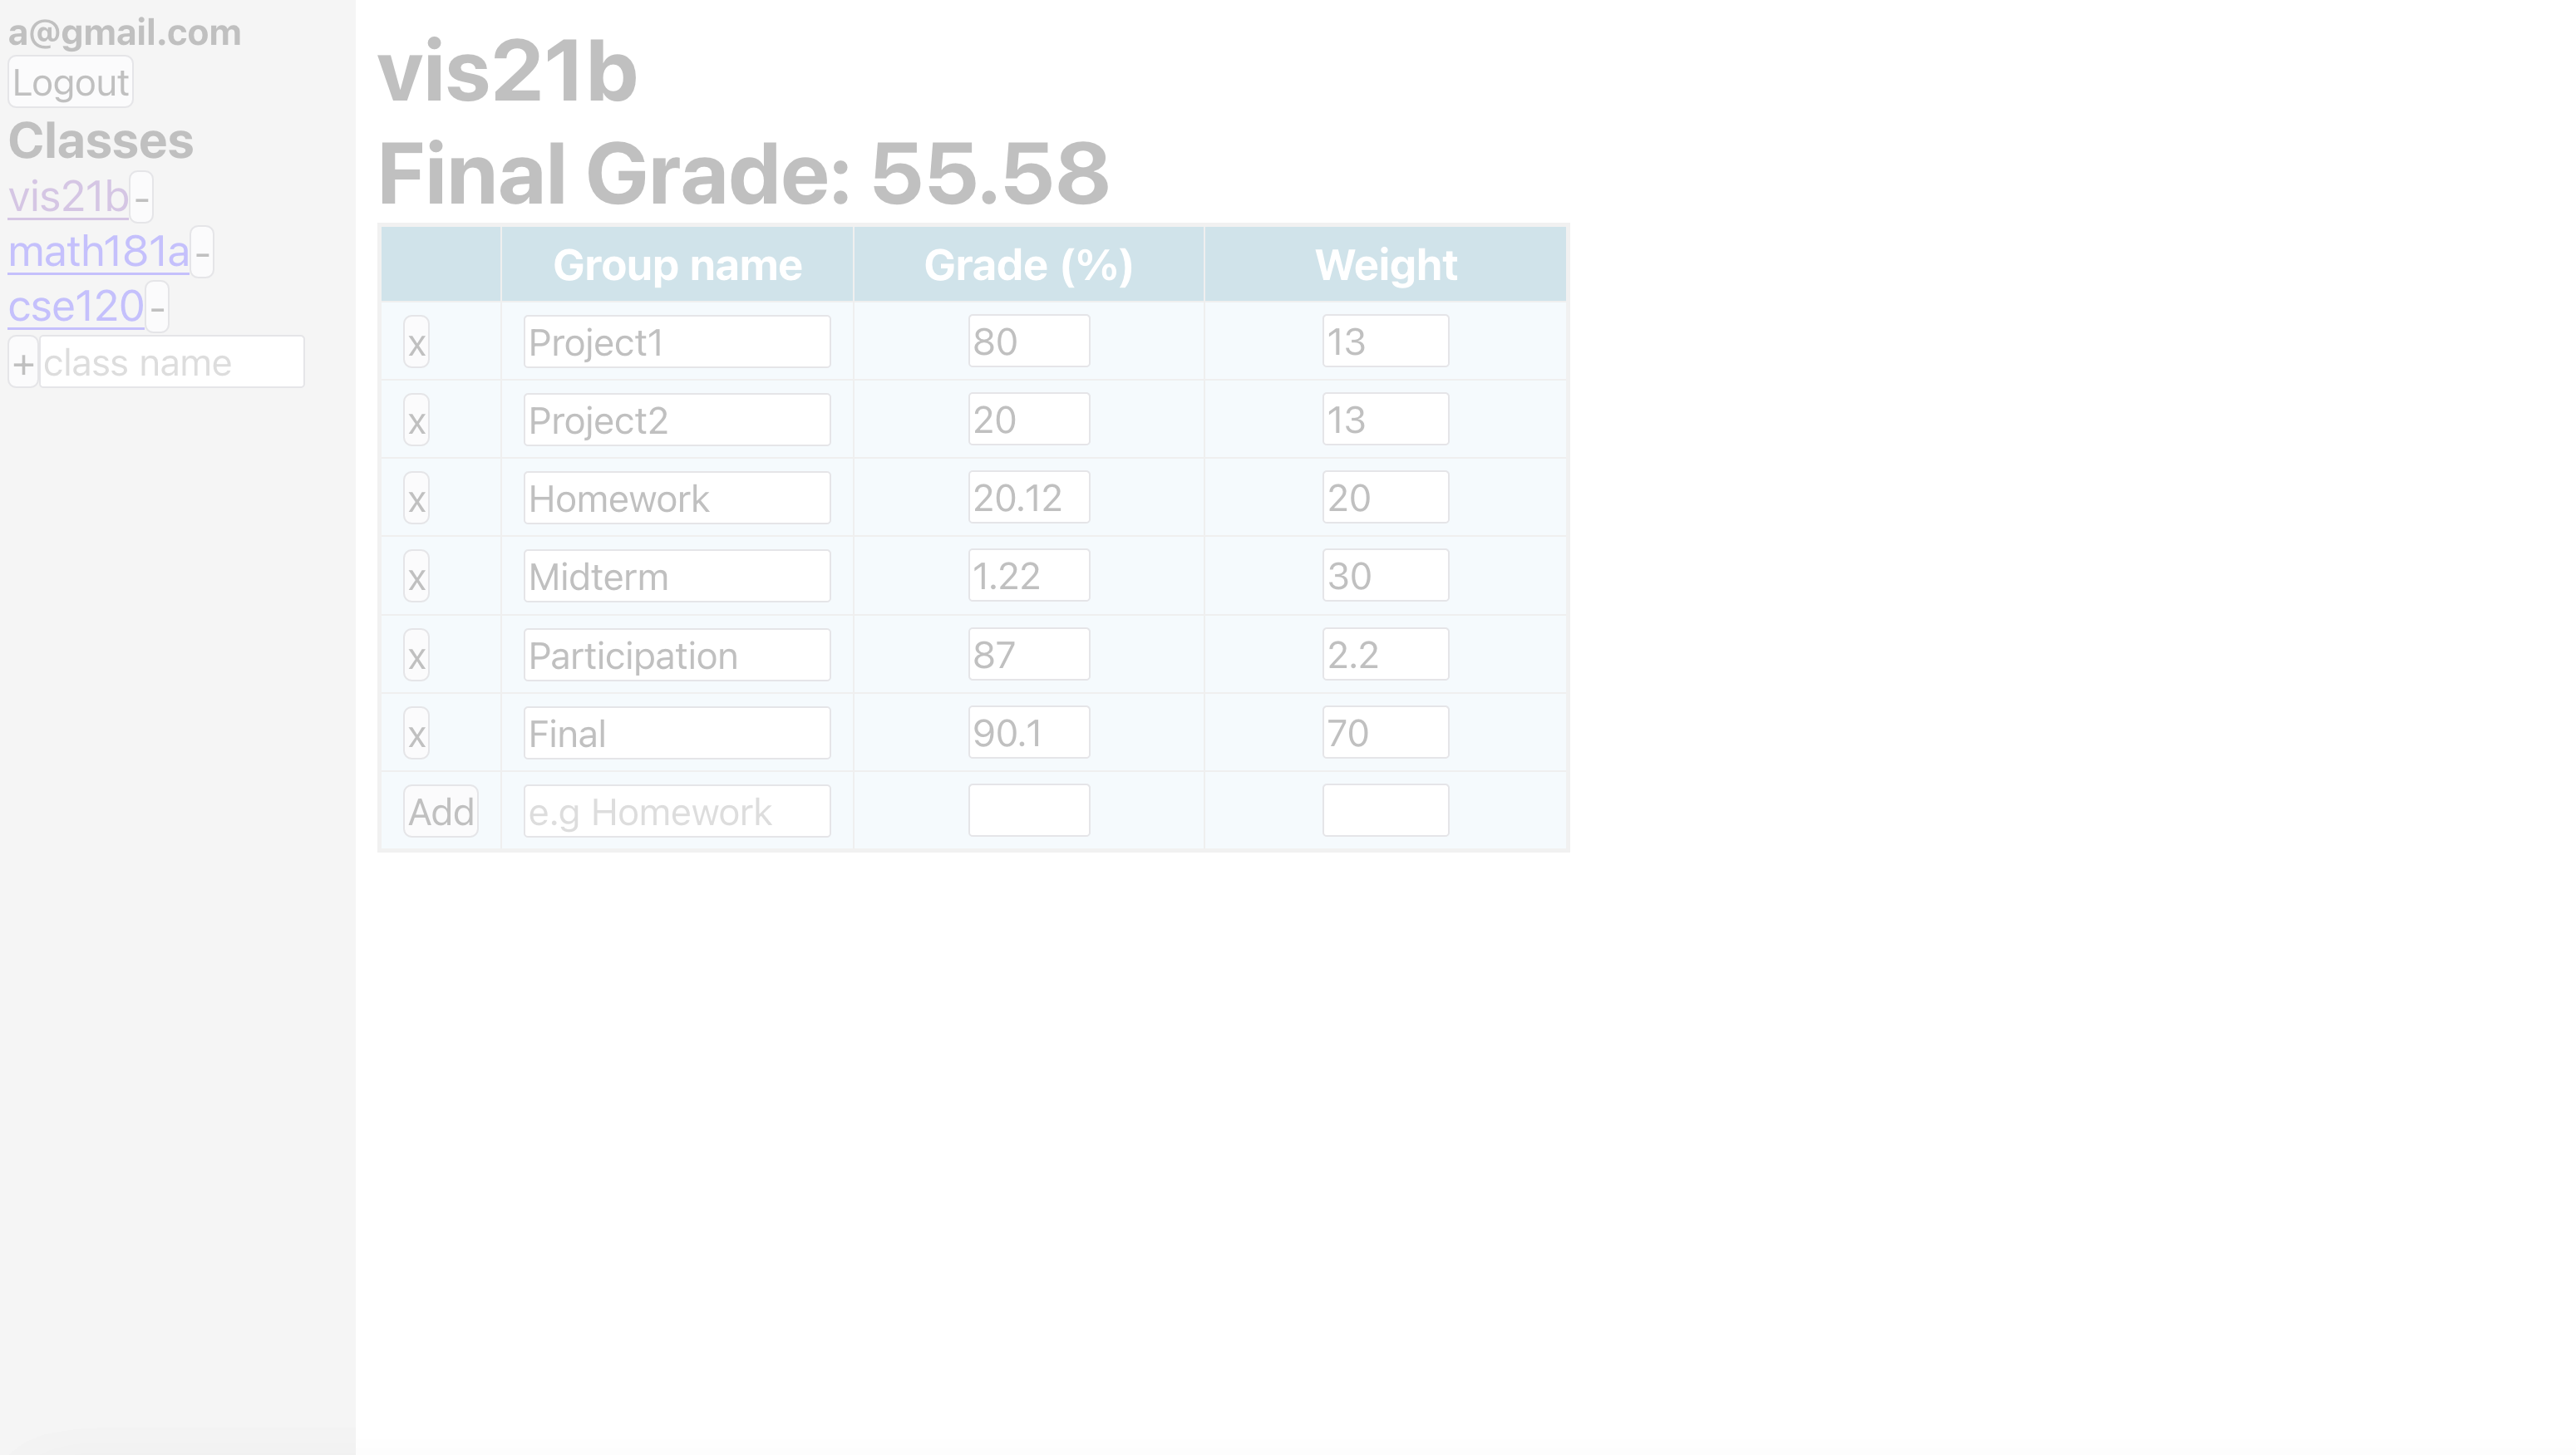 a@gmail.com
Logout
Classes
vis21b -
math181a -
cse120 -
+ class name
vis21b
Final Grade: 55.58
Group name Grade (%) Weight
x Project1 80 13
x Project2 20 13
x Homework 20.12 20
x Midterm 1.22 30
x Participation 87 2.2
x Final 90.1 70
Add e.g Homework